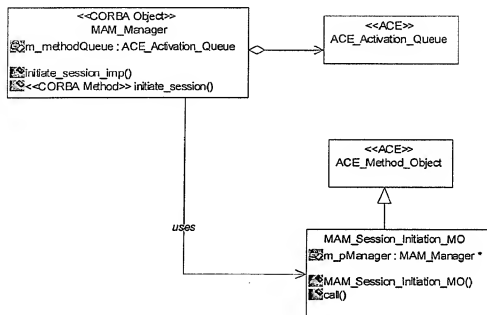 <<CORBA Object>>
MAM_Manager
m_methodQueue : ACE_Activation_Queue
initiate_session_imp()
<<CORBA Method>> initiate_session()
<<ACE>>
ACE_Activation_Queue
<<ACE>>
ACE_Method_Object
uses
MAM_Session_Initiation_MO
m_pManager : MAM_Manager *
MAM_Session_Initiation_MO()
call()